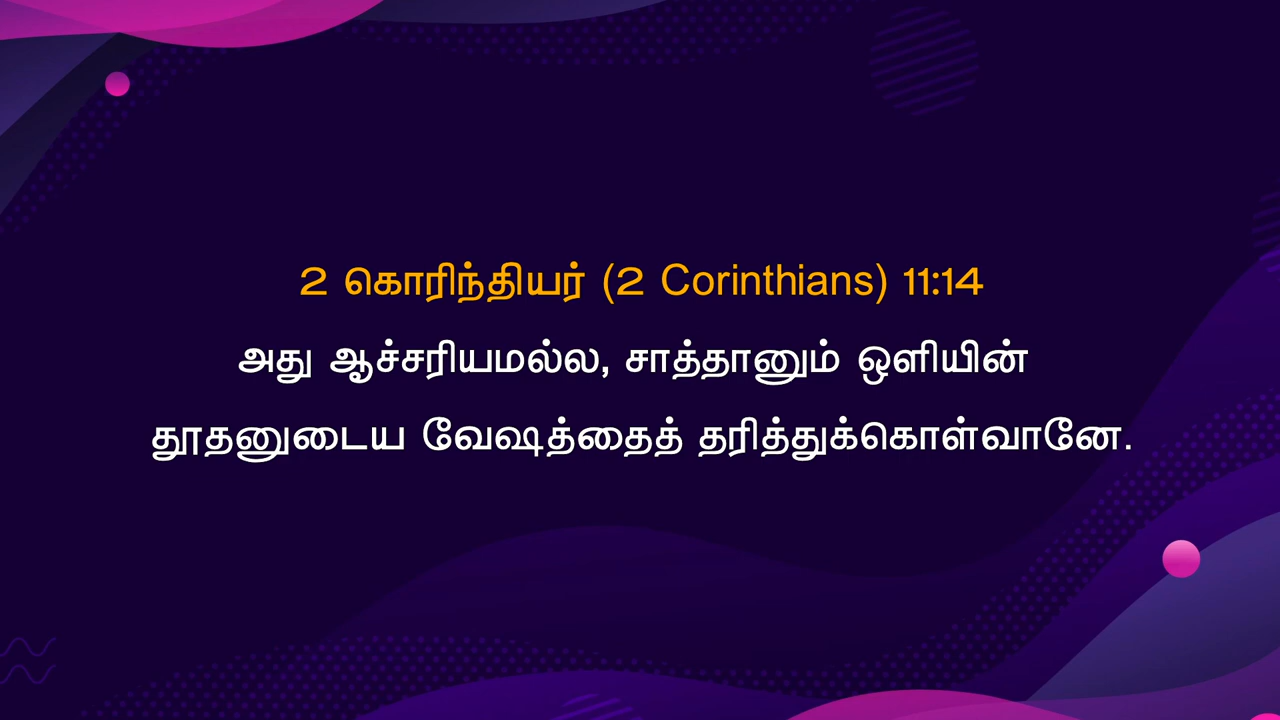 2 கொரிந்தியர் (2 Corinthians) 11:14
அது ஆச்சரியமல்ல, சாத்தானும் ஒளியின்
தூதனுடைய வேஷத்தைத் தரித்துக்கொள்வானே.